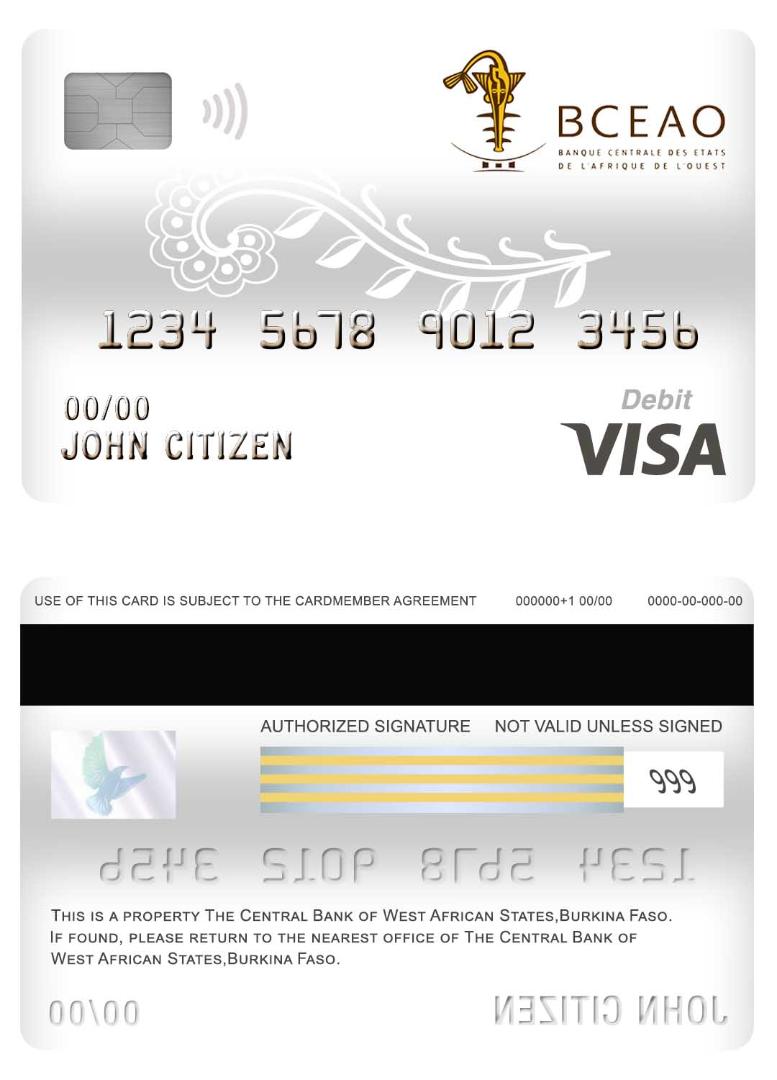 BCEAO
BANQUE CENTRALE DES ETATS
DE L'AFRIQUE DE L'OUEST
1234 5678 9012 3456
00/00
JOHN CITIZEN
Debit
VISA
USE OF THIS CARD IS SUBJECT TO THE CARDMEMBER AGREEMENT 000000+1 00/00 0000-00-000-00
AUTHORIZED SIGNATURE NOT VALID UNLESS SIGNED
999
1234 5678 9012 3456
THIS IS A PROPERTY THE CENTRAL BANK OF WEST AFRICAN STATES,BURKINA FASO.
IF FOUND, PLEASE RETURN TO THE NEAREST OFFICE OF THE CENTRAL BANK OF
WEST AFRICAN STATES,BURKINA FASO.
00/00
JOHN CITIZEN